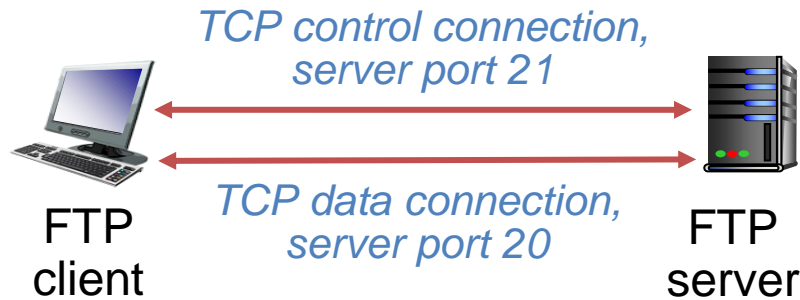 TCP control connection,
server port 21
TCP data connection,
server port 20
FTP
client
FTP
server